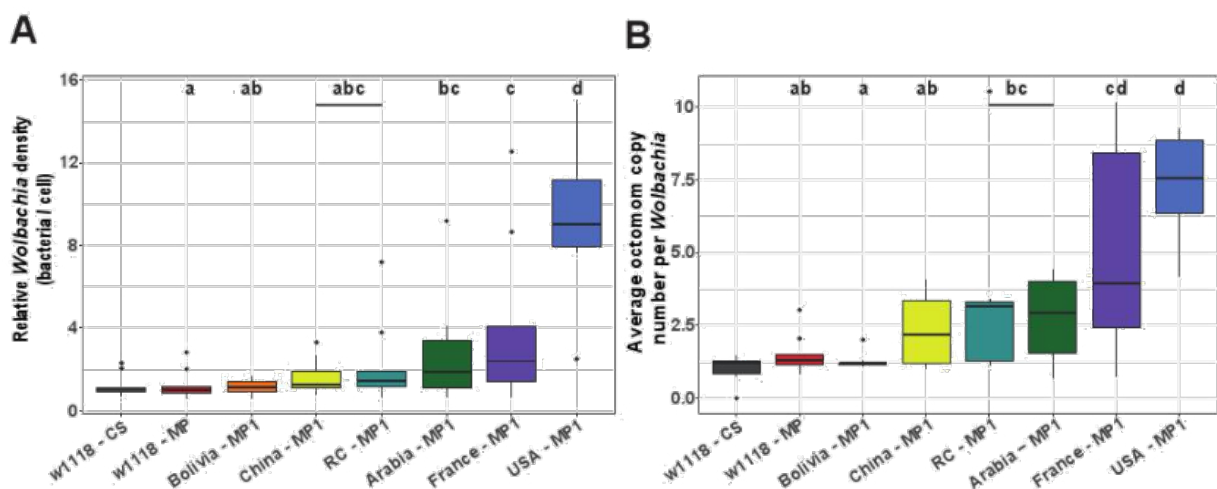 A
Relative Wolbachia density
(bacteria / cell)
16
12
8
4
0
a ab abc bc c d
w1118 - CS
w1118 - MP
Bolivia - MP1
China - MP1
RC - MP1
Arabia - MP1
France - MP1
USA - MP1
B
Average octomom copy
number per Wolbachia
10
7.5
5.0
2.5
0.0
ab a ab bc cd d
w1118 - CS
w1118 - MP
Bolivia - MP1
China - MP1
RC - MP1
Arabia - MP1
France - MP1
USA - MP1